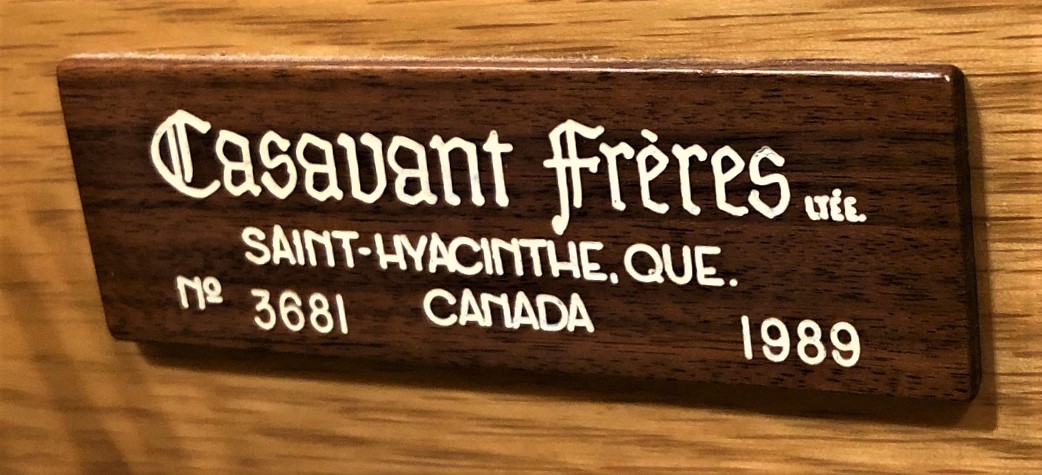 Casavant Frères LTÉE.
SAINT-HYACINTHE, QUE.
Nº 3681 CANADA 1989